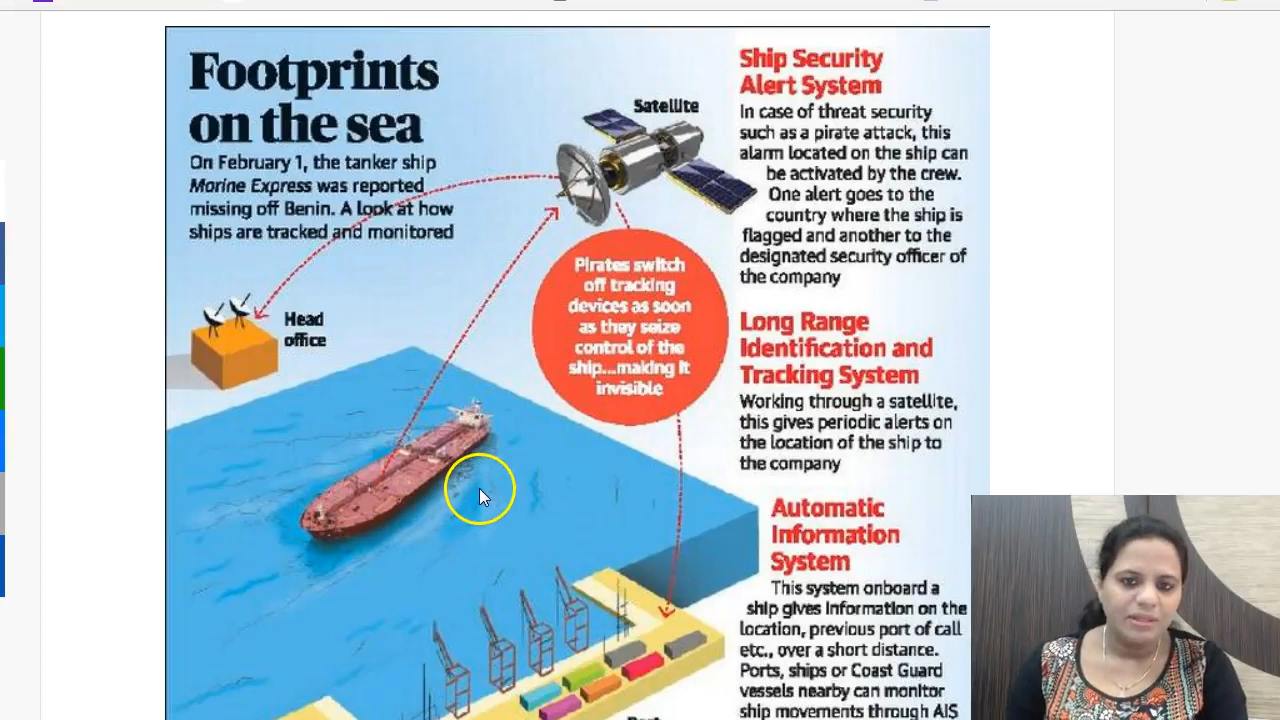 Footprints
on the sea
On February 1, the tanker ship
Marine Express was reported
missing off Benin. A look at how
ships are tracked and monitored
Satellite
Head
office
Pirates switch
off tracking
devices as soon
as they seize
control of the
ship...making it
invisible
Ship Security
Alert System
In case of threat security
such as a pirate attack, this
alarm located on the ship can
be activated by the crew.
One alert goes to the
country where the ship is
flagged and another to the
designated security officer of
the company
Long Range
Identification and
Tracking System
Working through a satellite,
this gives periodic alerts on
the location of the ship to
the company
Automatic
Information
System
This system onboard a
ship gives information on the
location, previous port of call
etc., over a short distance.
Ports, ships or Coast Guard
vessels nearby can monitor
ship movements through AIS